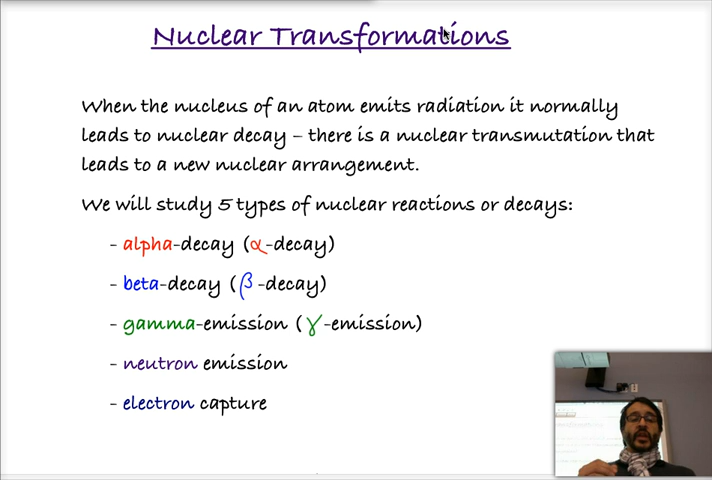 Nuclear Transformations
When the nucleus of an atom emits radiation it normally
leads to nuclear decay – there is a nuclear transmutation that
leads to a new nuclear arrangement.
We will study 5 types of nuclear reactions or decays:
- alpha-decay (α-decay)
- beta-decay (β-decay)
- gamma-emission (γ-emission)
- neutron emission
- electron capture